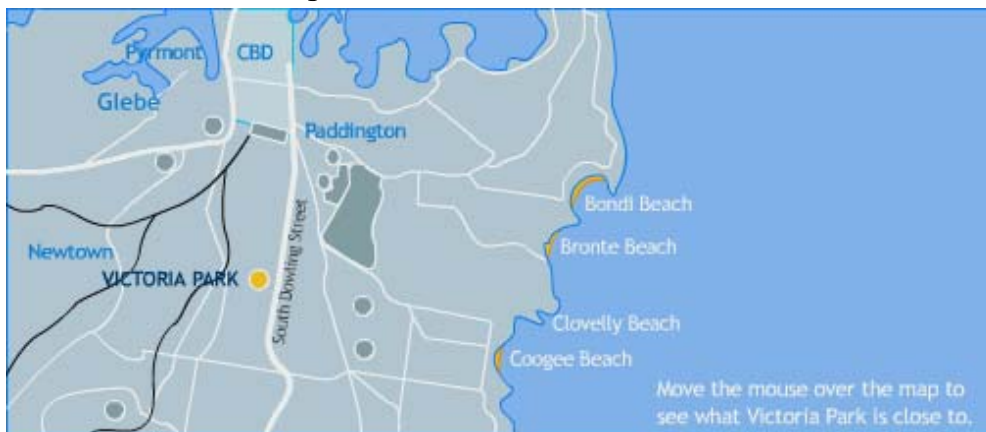 Pyrmont
CBD
Glebe
Paddington
Bondi Beach
Newtown
Bronte Beach
VICTORIA PARK
South Dowling Street
Clovelly Beach
Coogee Beach
Move the mouse over the map to
see what Victoria Park is close to.